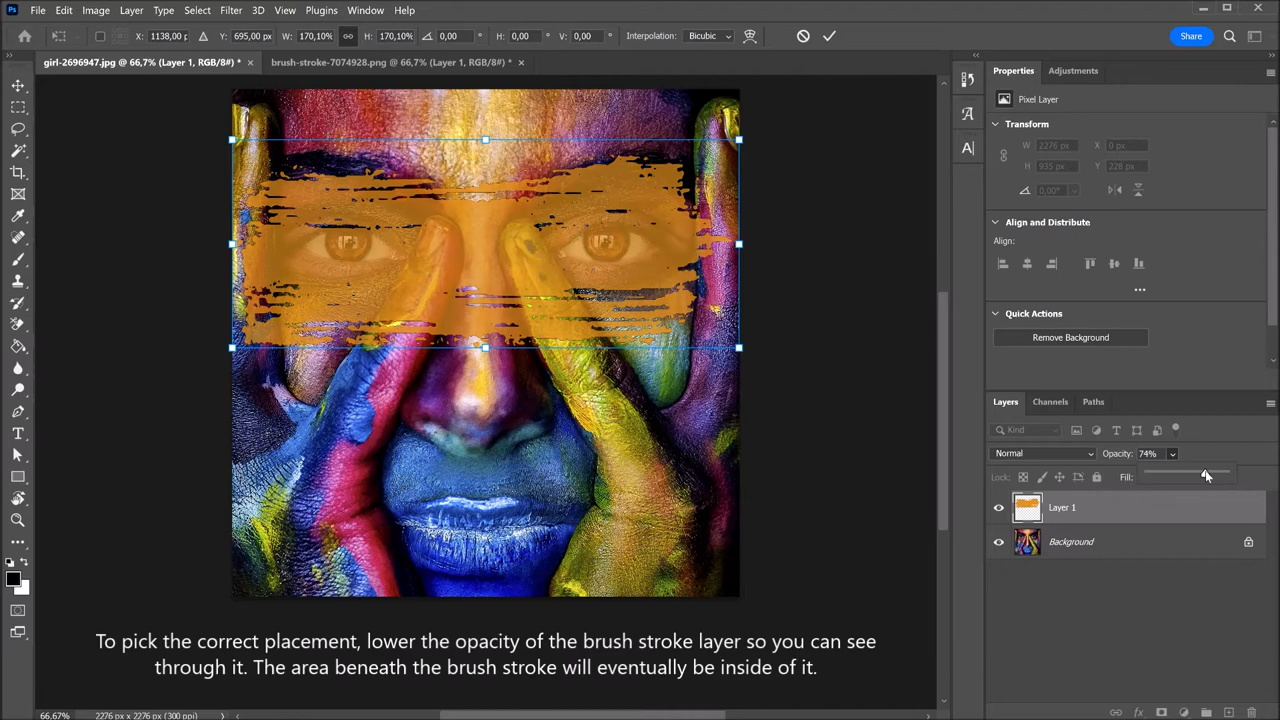 Ps File Edit Image Layer Type Select Filter 3D View Plugins Window Help
X: 1138,00 p Y: 695,00 px W: 170,10% H: 170,10% 0,00 ° H: 0,00 ° V: 0,00 ° Interpolation: Bicubic Share
girl-2696947.jpg @ 66,7% (Layer 1, RGB/8#) * × brush-stroke-7074928.png @ 66,7% (Layer 1, RGB/8#) * ×
Properties Adjustments
Pixel Layer
Transform
W 2276 px X 0 px
H 935 px Y 228 px
0,00°
Align and Distribute
Align:
Quick Actions
Remove Background
Layers Channels Paths
Kind
Normal Opacity: 74%
Lock: Fill:
Layer 1
Background
To pick the correct placement, lower the opacity of the brush stroke layer so you can see
through it. The area beneath the brush stroke will eventually be inside of it.
66,67% 2276 px x 2276 px (300 ppi)